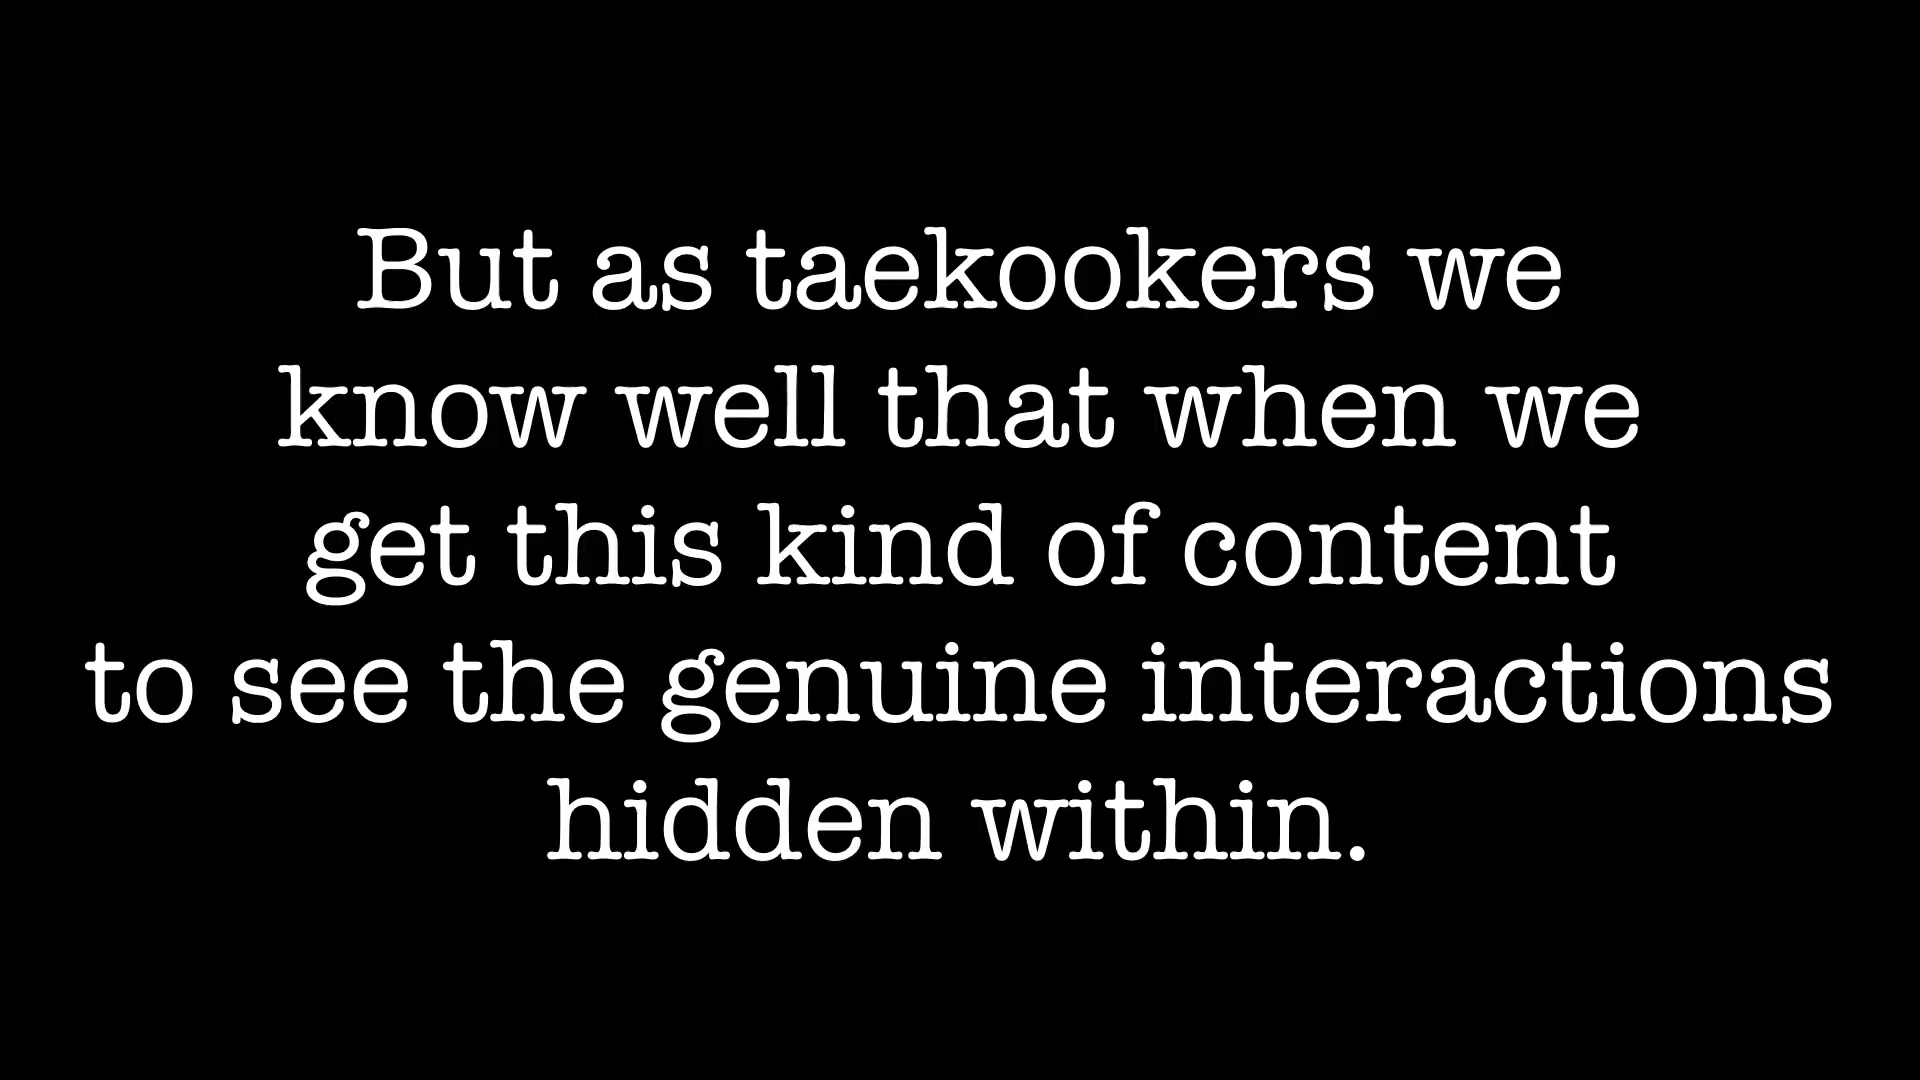 But as taekookers we
know well that when we
get this kind of content
to see the genuine interactions
hidden within.